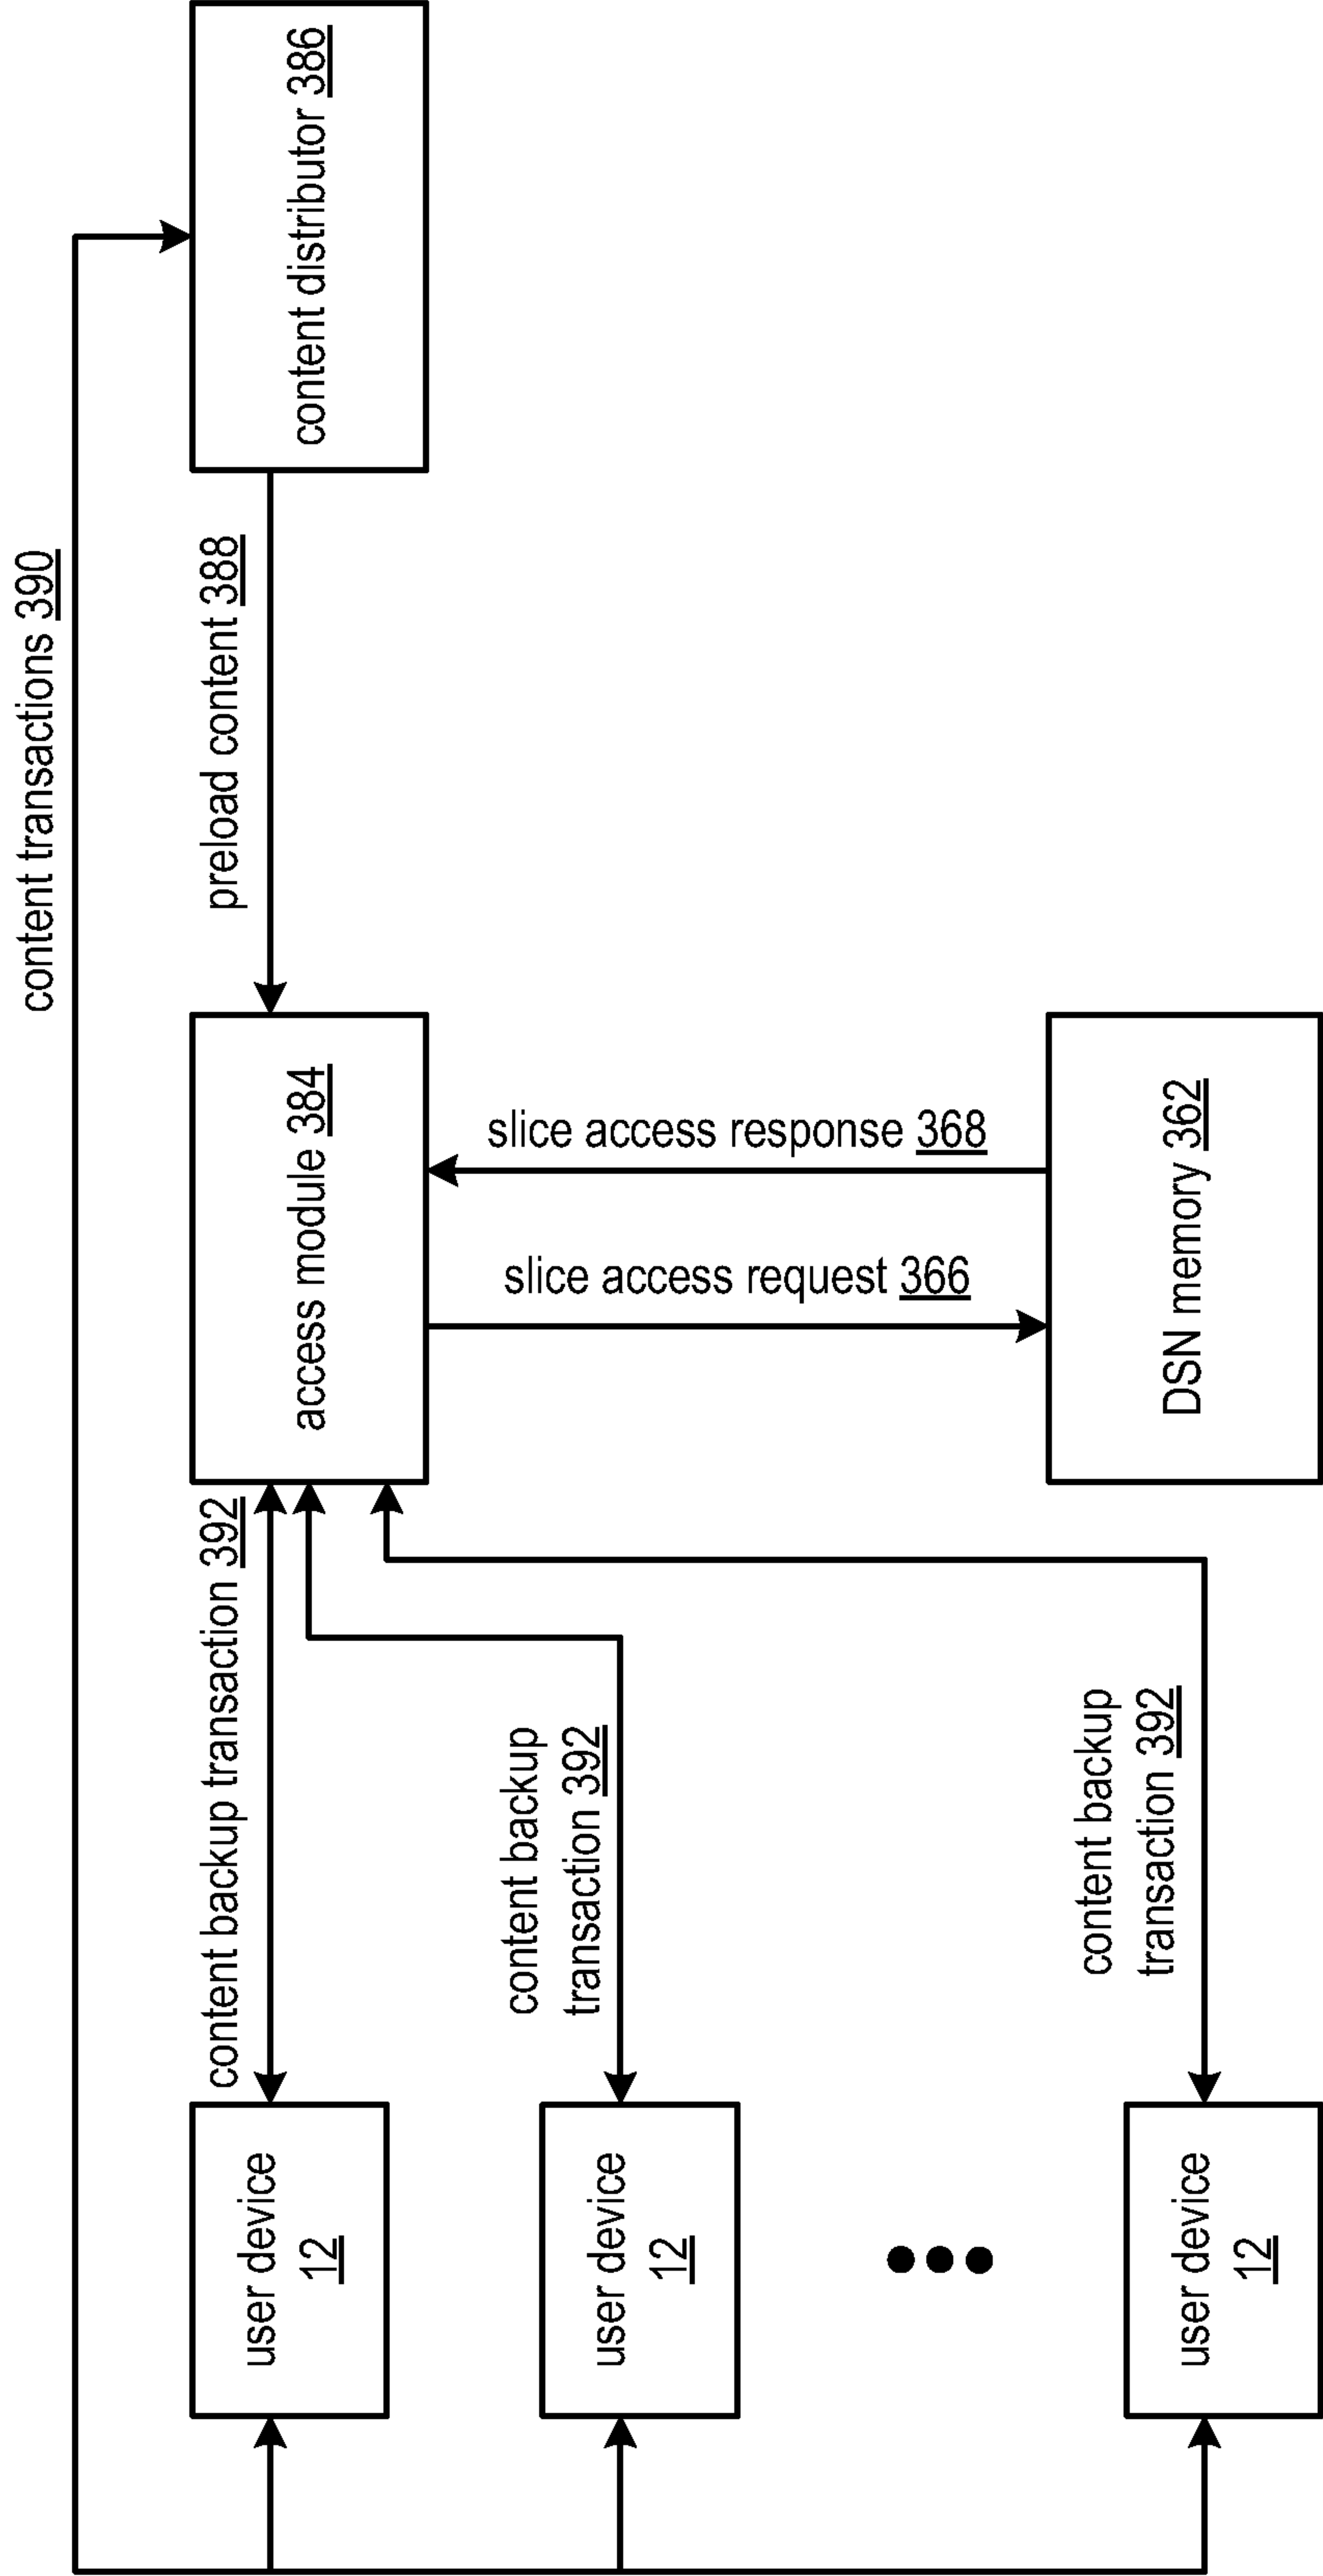 content transactions 390
user device
12
content backup transaction 392
access module 384
preload content 388
content distributor 386
user device
12
content backup
transaction 392
slice access request 366
slice access response 368
user device
12
content backup
transaction 392
DSN memory 362